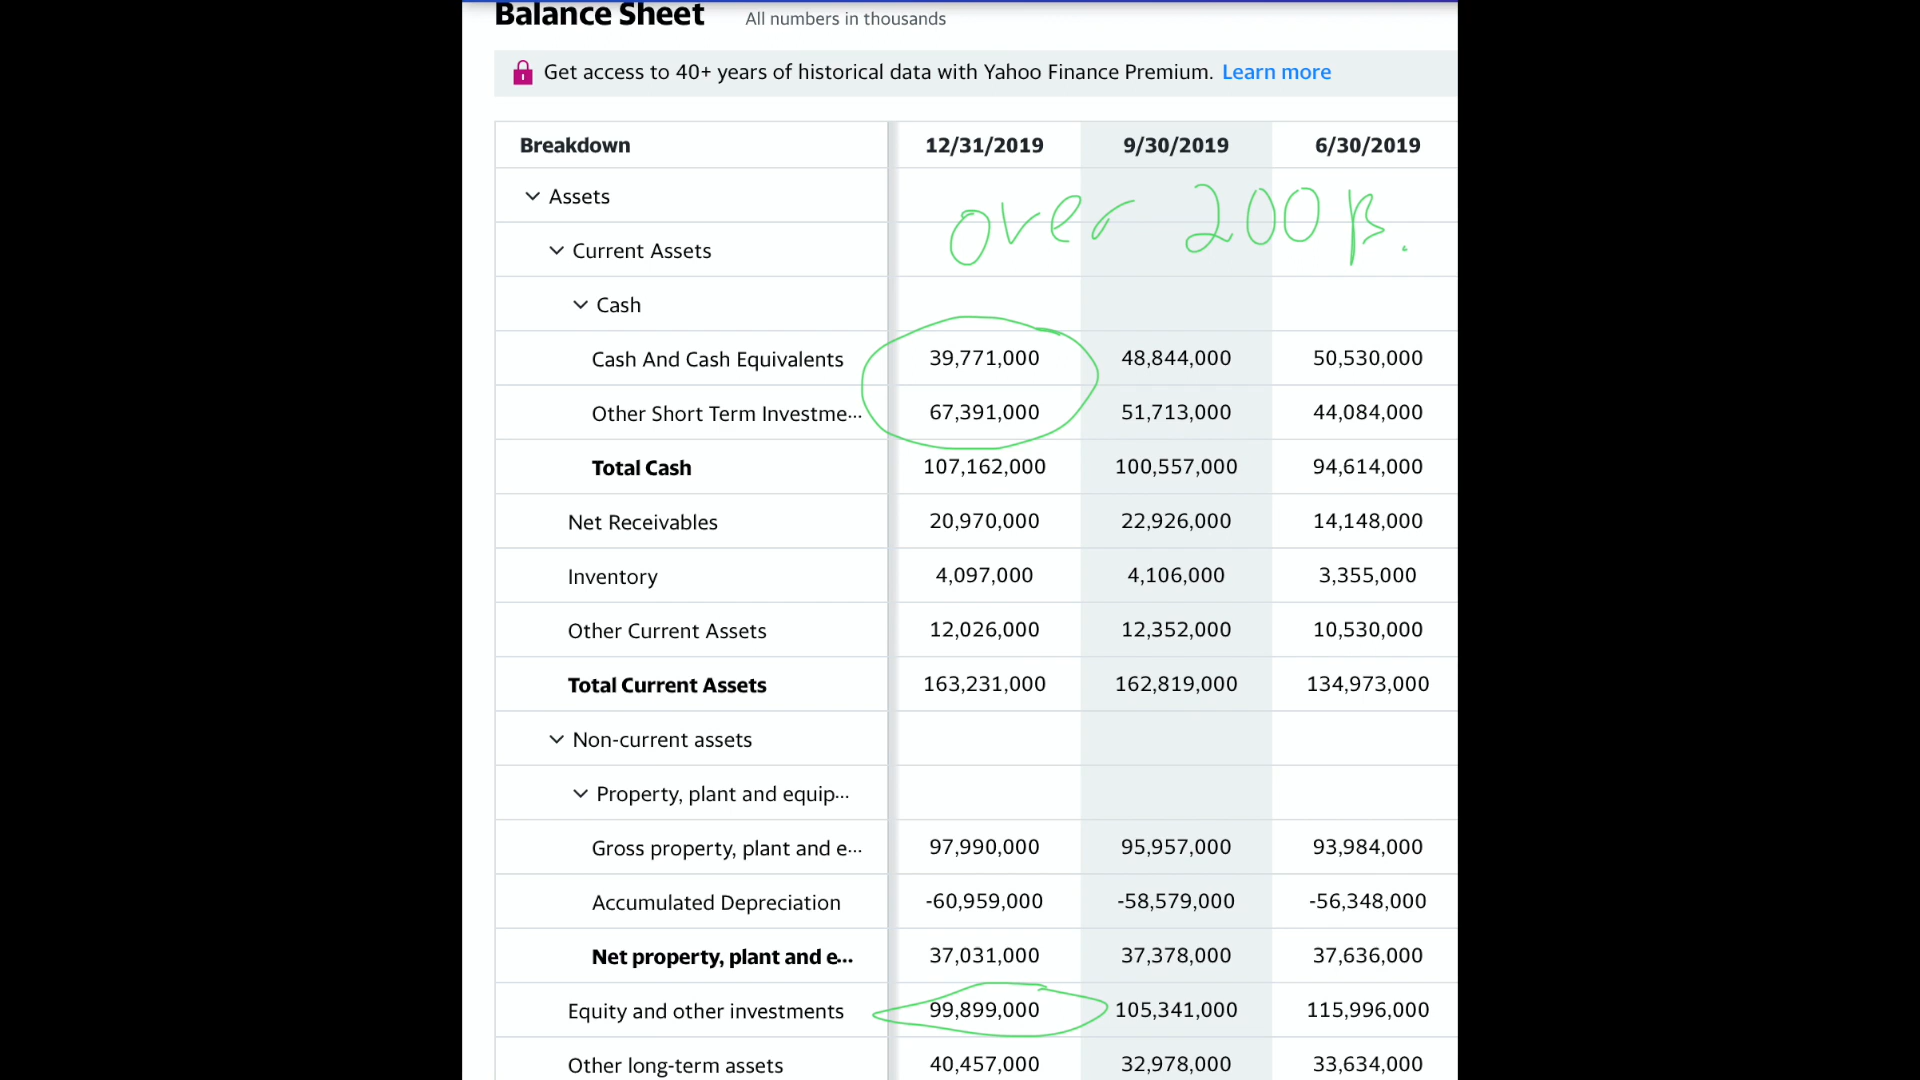 Balance Sheet All numbers in thousands
Get access to 40+ years of historical data with Yahoo Finance Premium. Learn more
Breakdown 12/31/2019 9/30/2019 6/30/2019
Assets
over 200 B.
Current Assets
Cash
Cash And Cash Equivalents 39,771,000 48,844,000 50,530,000
Other Short Term Investme... 67,391,000 51,713,000 44,084,000
Total Cash 107,162,000 100,557,000 94,614,000
Net Receivables 20,970,000 22,926,000 14,148,000
Inventory 4,097,000 4,106,000 3,355,000
Other Current Assets 12,026,000 12,352,000 10,530,000
Total Current Assets 163,231,000 162,819,000 134,973,000
Non-current assets
Property, plant and equip...
Gross property, plant and e... 97,990,000 95,957,000 93,984,000
Accumulated Depreciation -60,959,000 -58,579,000 -56,348,000
Net property, plant and e... 37,031,000 37,378,000 37,636,000
Equity and other investments 99,899,000 105,341,000 115,996,000
Other long-term assets 40,457,000 32,978,000 33,634,000